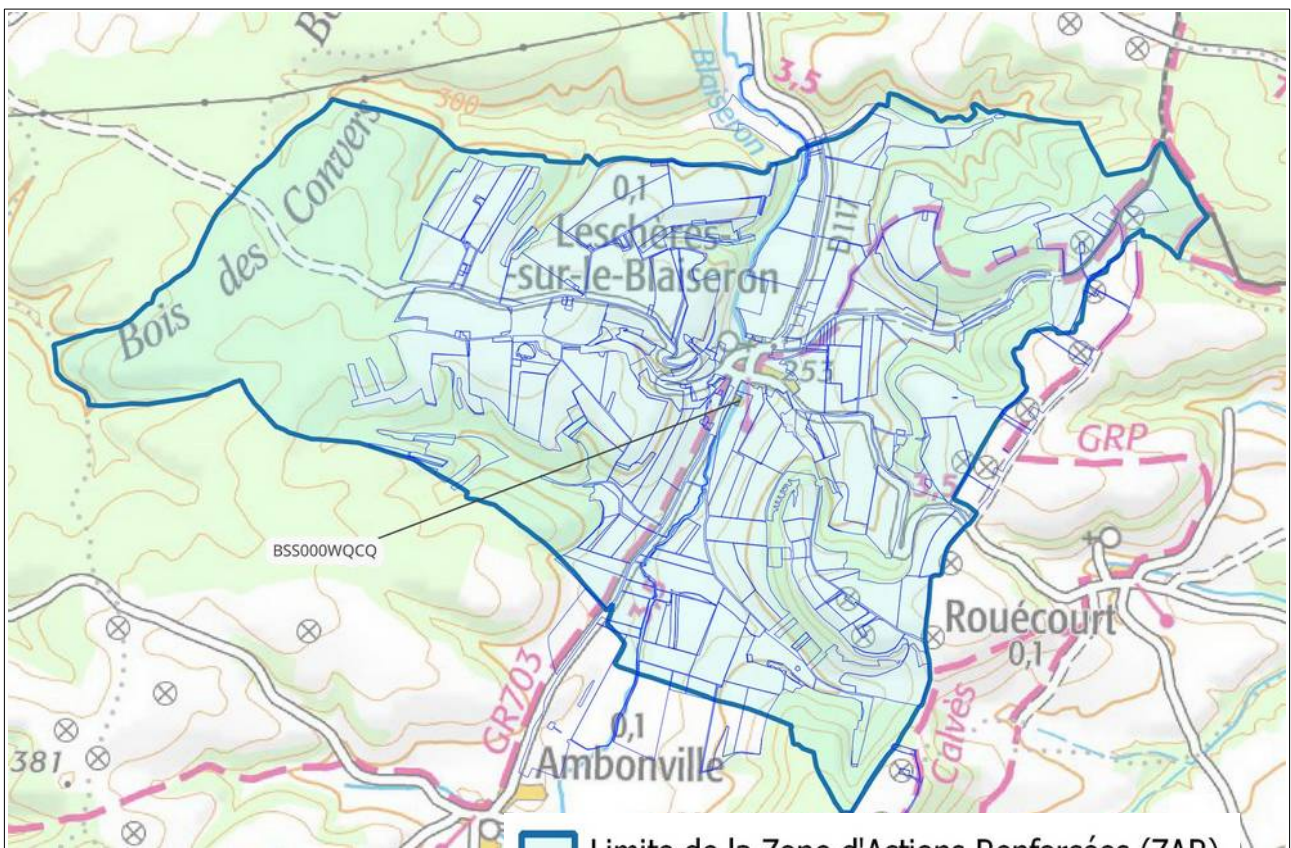 Blaiseron
3,5
300
Bois
des
Convers
0,1
Leschères-
-sur-le-Blaiseron
D 117
253
GRP
3,5
BSS000WQCQ
Rouécourt
0,1
GR703
0,1
Ambonville
Calvès
381
Limite de la Zone d'Actions Renforcées (ZAR)